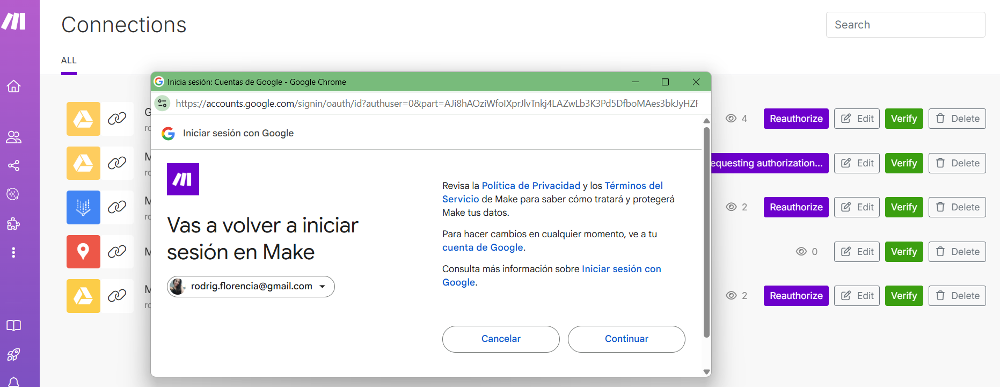 Connections
Search
ALL
Inicia sesión: Cuentas de Google - Google Chrome
https://accounts.google.com/signin/oauth/id?authuser=0&part=AJi8hAOziWfoIXprJlvTnkj4LAZwLb3K3Pd5DfboMAes3bkJyHZF
Iniciar sesión con Google
Vas a volver a iniciar
sesión en Make
rodrig.florencia@gmail.com
Revisa la Política de Privacidad y los Términos del
Servicio de Make para saber cómo tratará y protegerá
Make tus datos.
Para hacer cambios en cualquier momento, ve a tu
cuenta de Google.
Consulta más información sobre Iniciar sesión con
Google.
Cancelar Continuar
4 Reauthorize Edit Verify Delete
equesting authorization... Edit Verify Delete
2 Reauthorize Edit Verify Delete
0 Edit Verify Delete
2 Reauthorize Edit Verify Delete